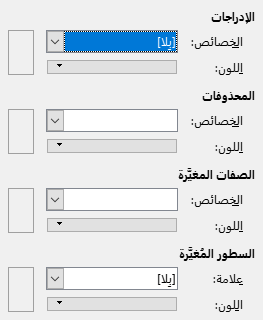 الإدراجات
الخصائص:
[بلا]
اللون:
المحذوفات
الخصائص:
اللون:
الصفات المغيَّرة
الخصائص:
اللون:
السطور المُغيَّرة
علامة:
[بلا]
اللون: